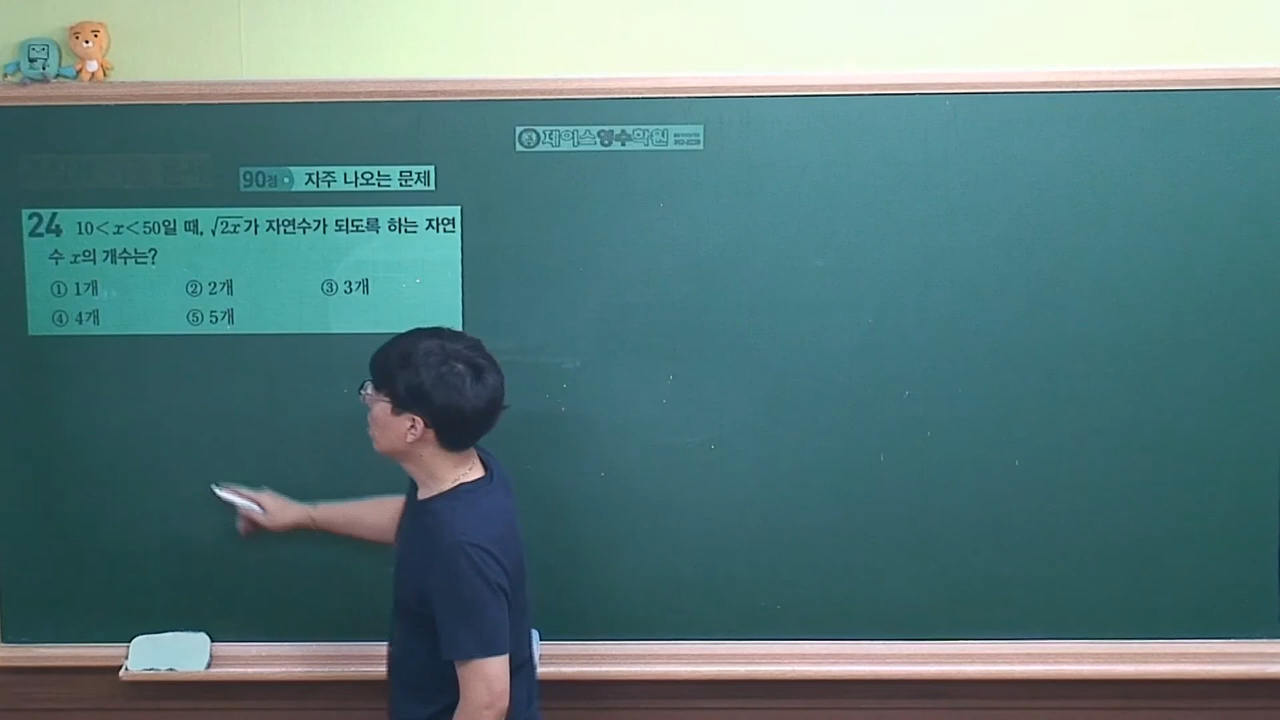 제이스영수학원
90점 자주 나오는 문제
24 10<x<50일 때, √2x가 자연수가 되도록 하는 자연
수 x의 개수는?
① 1개 ② 2개 ③ 3개
④ 4개 ⑤ 5개